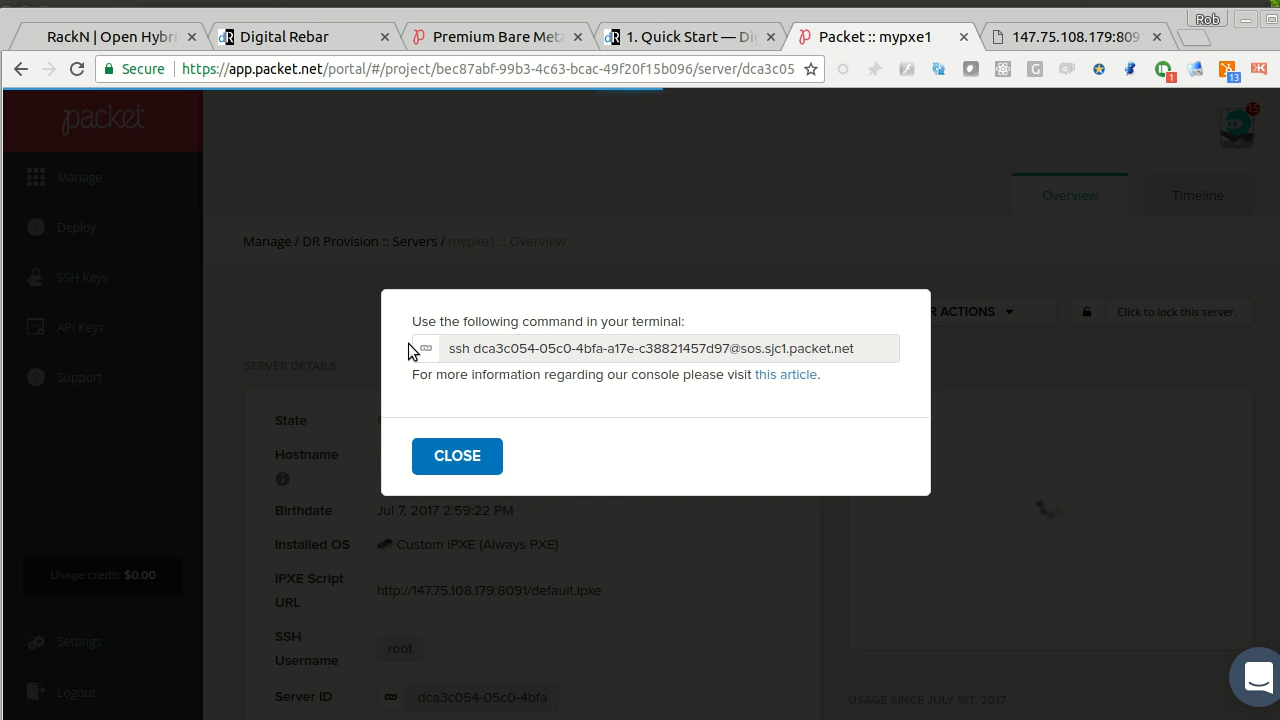 Rob
RackN | Open Hybri
Digital Rebar
Premium Bare Meta
1. Quick Start — Di
Packet :: mypxe1
147.75.108.179:809
Secure
https://app.packet.net/portal/#/project/bec87abf-99b3-4c63-bcac-49f20f15b096/server/dca3c05
1
13
packet
15
Manage
Deploy
SSH Keys
API Keys
Support
Usage credit: $0.00
Settings
Logout
Overview
Timeline
Manage / DR Provision :: Servers / mypxe1 :: Overview
R ACTIONS
Click to lock this server.
Use the following command in your terminal:
ssh dca3c054-05c0-4bfa-a17e-c38821457d97@sos.sjc1.packet.net
For more information regarding our console please visit this article.
CLOSE
SERVER DETAILS
State
Hostname
Birthdate
Jul 7, 2017 2:59:22 PM
Installed OS
Custom iPXE (Always PXE)
IPXE Script
URL
http://147.75.108.179:8091/default.ipxe
SSH
Username
root
Server ID
dca3c054-05c0-4bfa
USAGE SINCE JULY 1ST, 2017